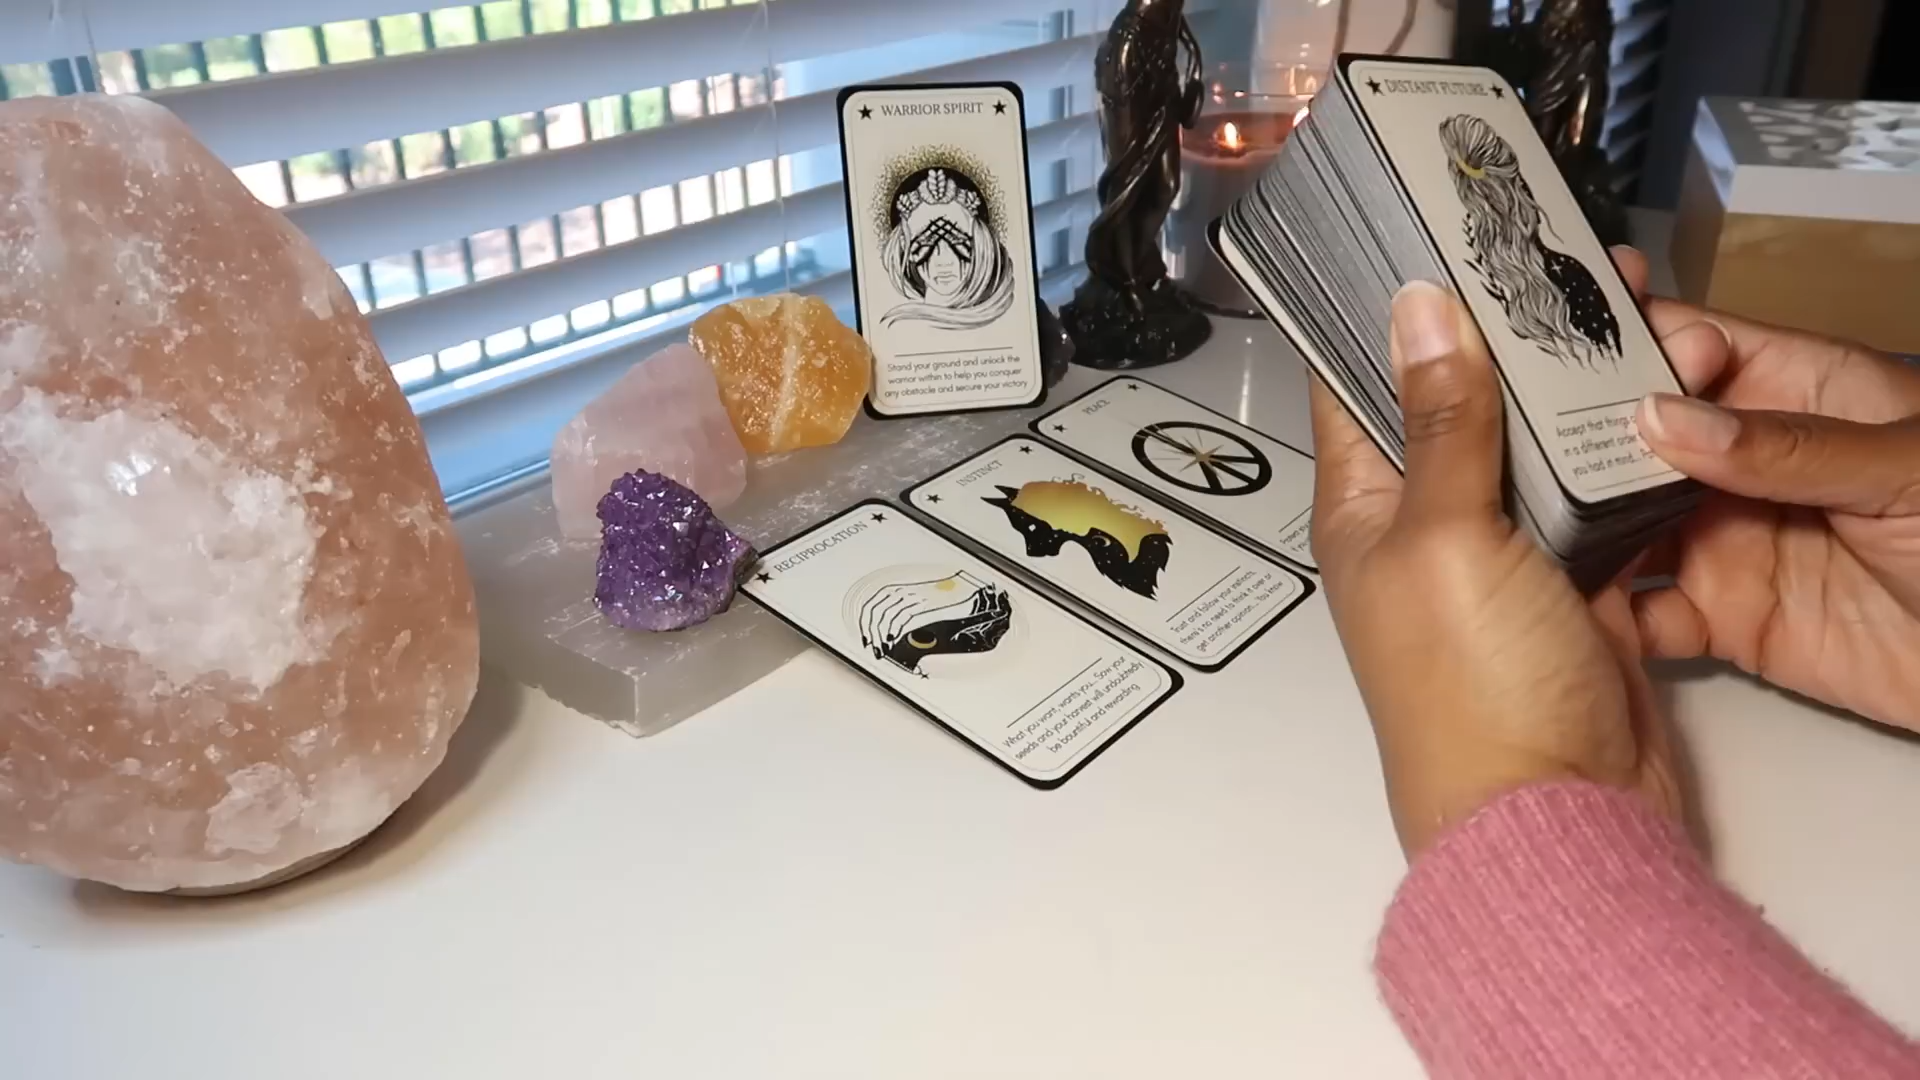 WARRIOR SPIRIT
Stand your ground and unlock the
warrior within to help you conquer
any obstacle and secure your victory
DISTANT FUTURE
Accept that things
in a different order
you had in mind...
PEACE
INSTINCT
Trust and follow your instincts,
there's no need to think it over or
get another opinion... You know
RECIPROCATION
What you want, wants you... Sow your
seeds and your harvest will undoubtedly
be bountiful and rewarding